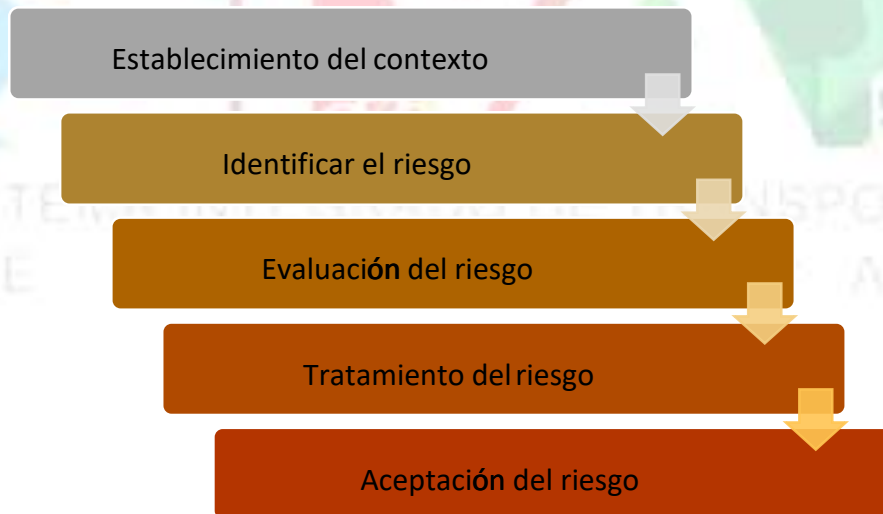 Establecimiento del contexto
Identificar el riesgo
Evaluación del riesgo
Tratamiento del riesgo
Aceptación del riesgo